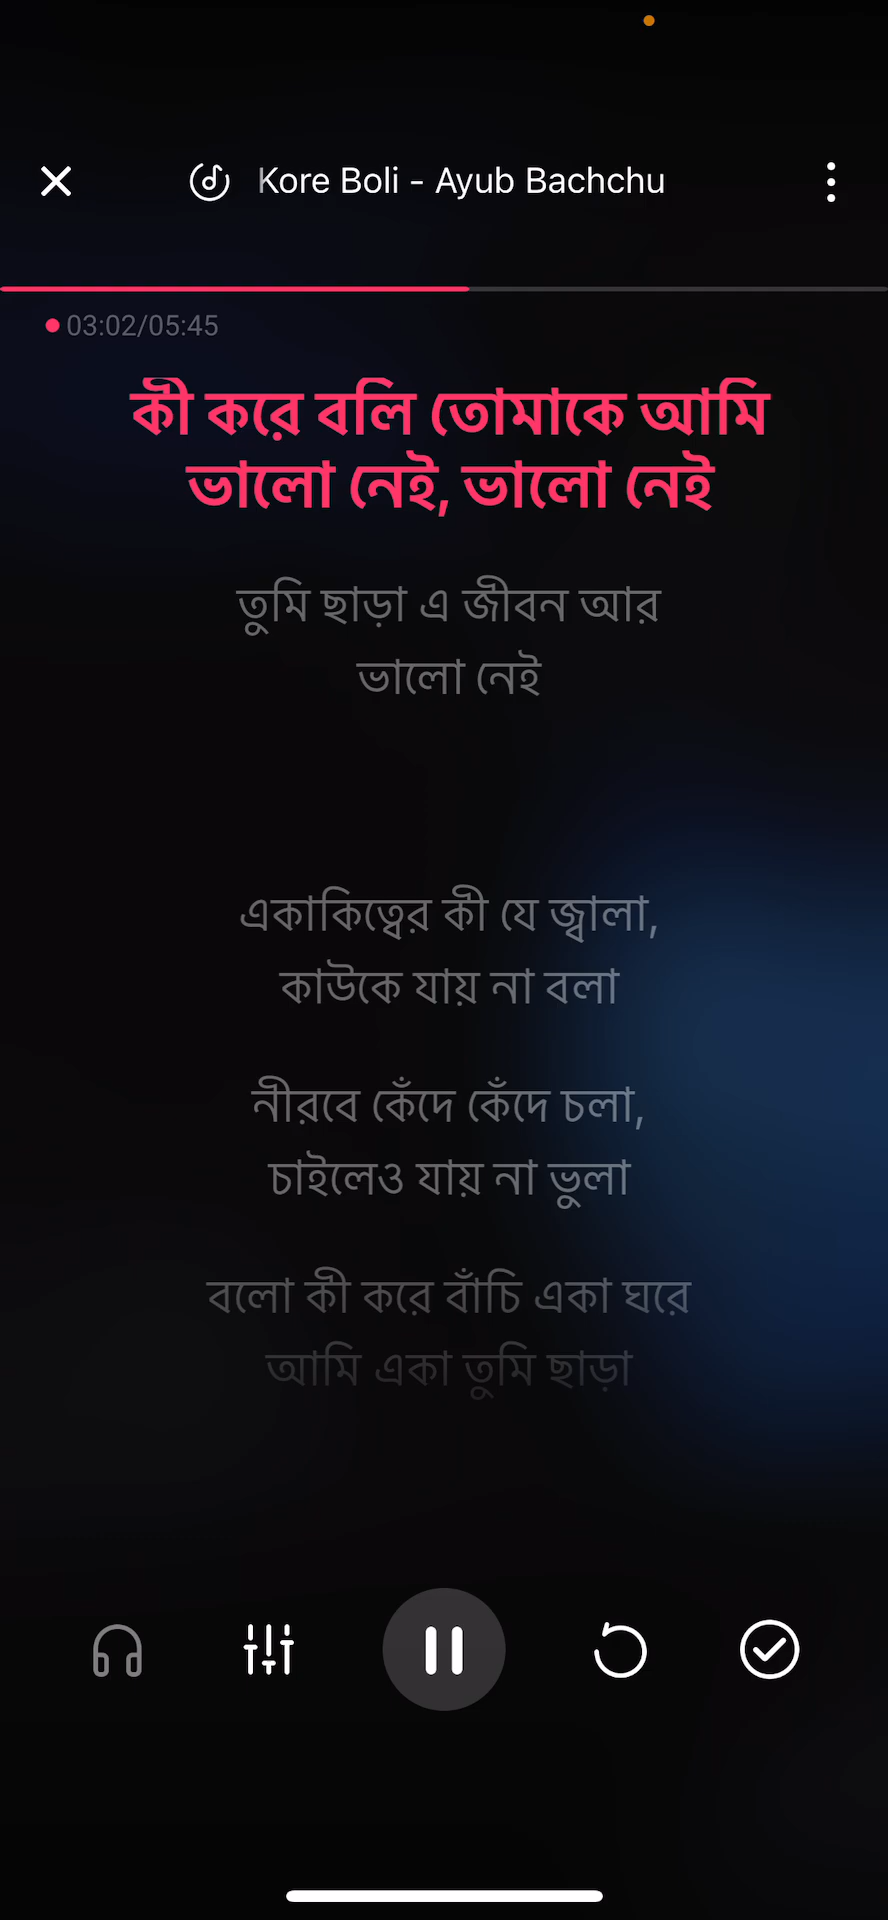 Kore Boli - Ayub Bachchu
03:02/05:45
কী করে বলি তোমাকে আমি
ভালো নেই, ভালো নেই
তুমি ছাড়া এ জীবন আর
ভালো নেই
একাকিত্বের কী যে জ্বালা,
কাউকে যায় না বলা
নীরবে কেঁদে কেঁদে চলা,
চাইলেও যায় না ভুলা
বলো কী করে বাঁচি একা ঘরে
আমি একা তুমি ছাড়া